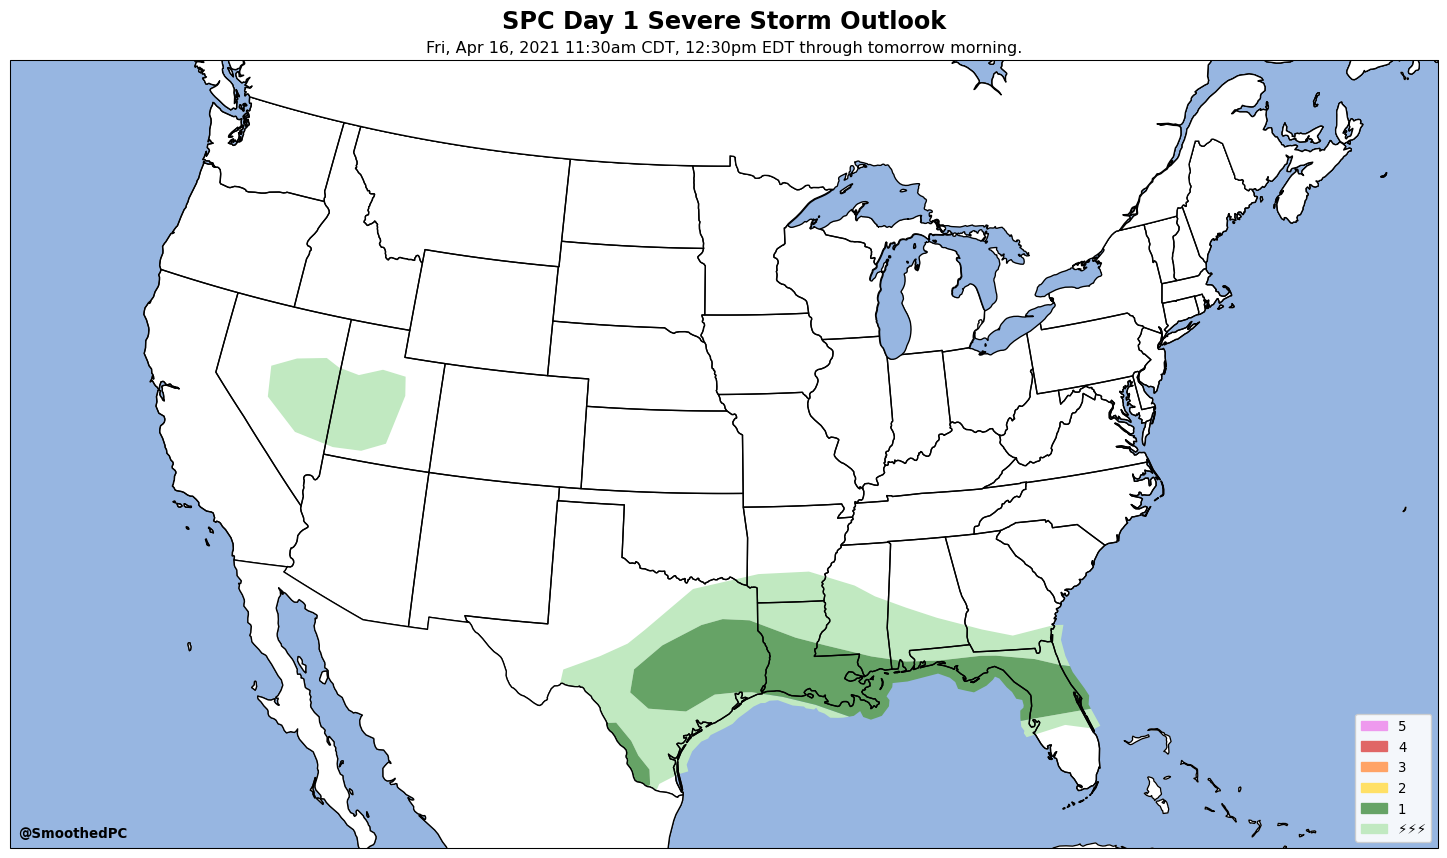 SPC Day 1 Severe Storm Outlook
Fri, Apr 16, 2021 11:30am CDT, 12:30pm EDT through tomorrow morning.
5
4
3
2
1
⚡⚡⚡
@SmoothedPC